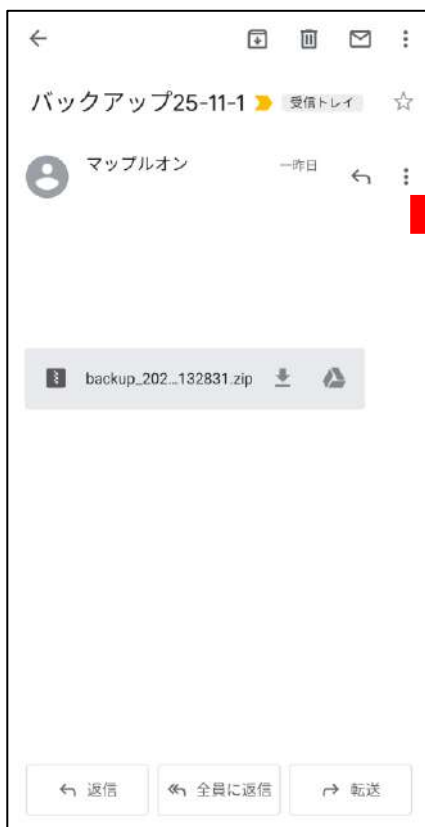 バックアップ25-11-1 受信トレイ
マップルオン 一昨日
backup_202...132831.zip
返信 全員に返信 転送